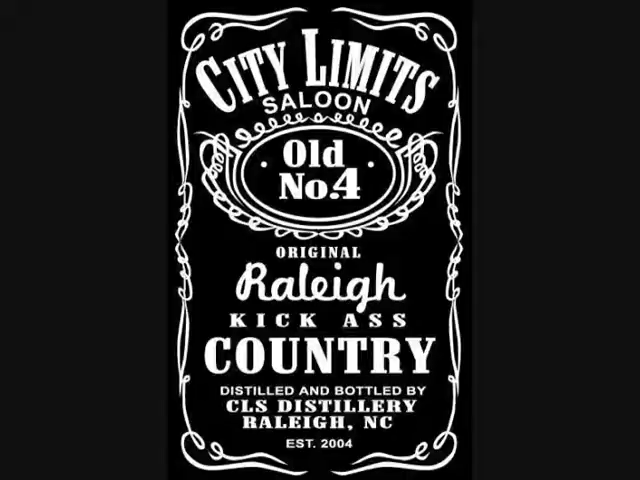 CITY LIMITS
SALOON
Old
No.4
ORIGINAL
Raleigh
KICK ASS
COUNTRY
DISTILLED AND BOTTLED BY
CLS DISTILLERY
RALEIGH, NC
EST. 2004